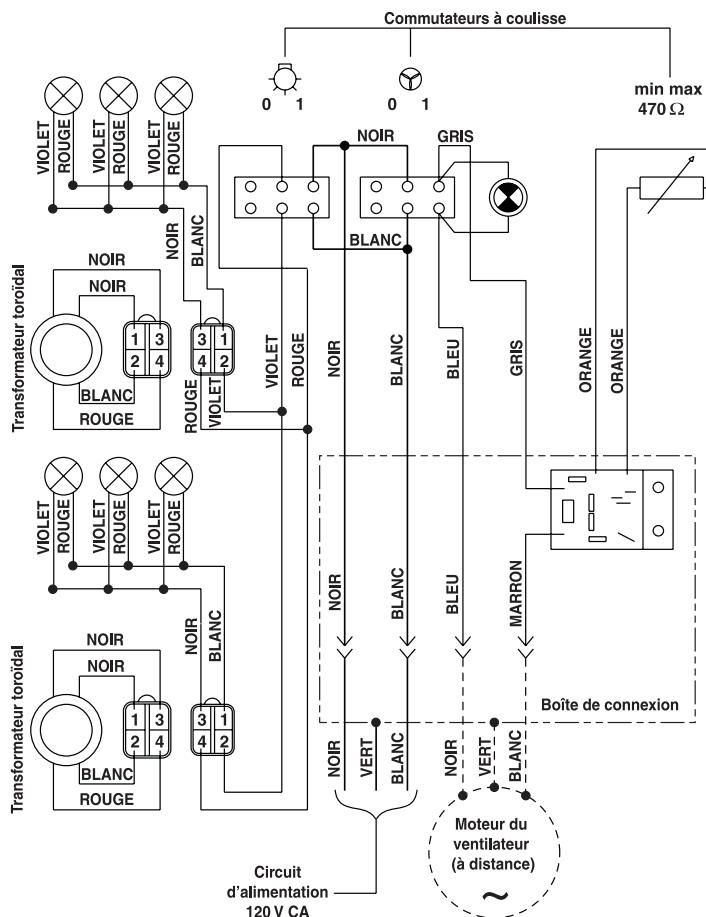 Commutateurs à coulisse
0 1
0 1
min max
470 Ω
NOIR
GRIS
VIOLET
ROUGE
VIOLET
ROUGE
VIOLET
ROUGE
NOIR
BLANC
BLANC
Transformateur toroïdal
NOIR
NOIR
1 3
2 4
3 1
4 2
BLANC
ROUGE
ROUGE
VIOLET
VIOLET
ROUGE
NOIR
BLANC
BLEU
GRIS
ORANGE
ORANGE
VIOLET
ROUGE
VIOLET
ROUGE
VIOLET
ROUGE
NOIR
BLANC
NOIR
BLANC
BLEU
MARRON
Transformateur toroïdal
NOIR
NOIR
1 3
2 4
3 1
4 2
BLANC
ROUGE
Boîte de connexion
NOIR
VERT
BLANC
NOIR
VERT
BLANC
Moteur du
ventilateur
(à distance)
~
Circuit
d'alimentation
120 V CA